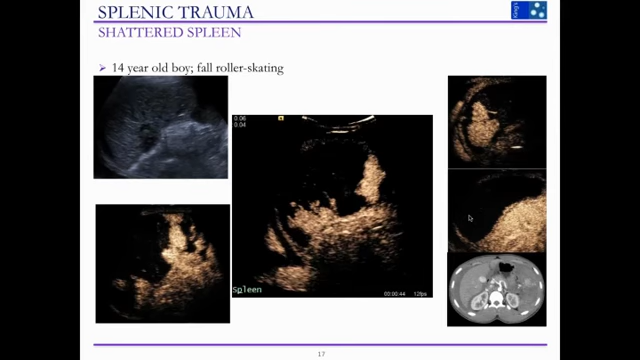 SPLENIC TRAUMA
SHATTERED SPLEEN
➢ 14 year old boy; fall roller-skating
0.06
0.04
Spleen
00:00:44 12fps
17